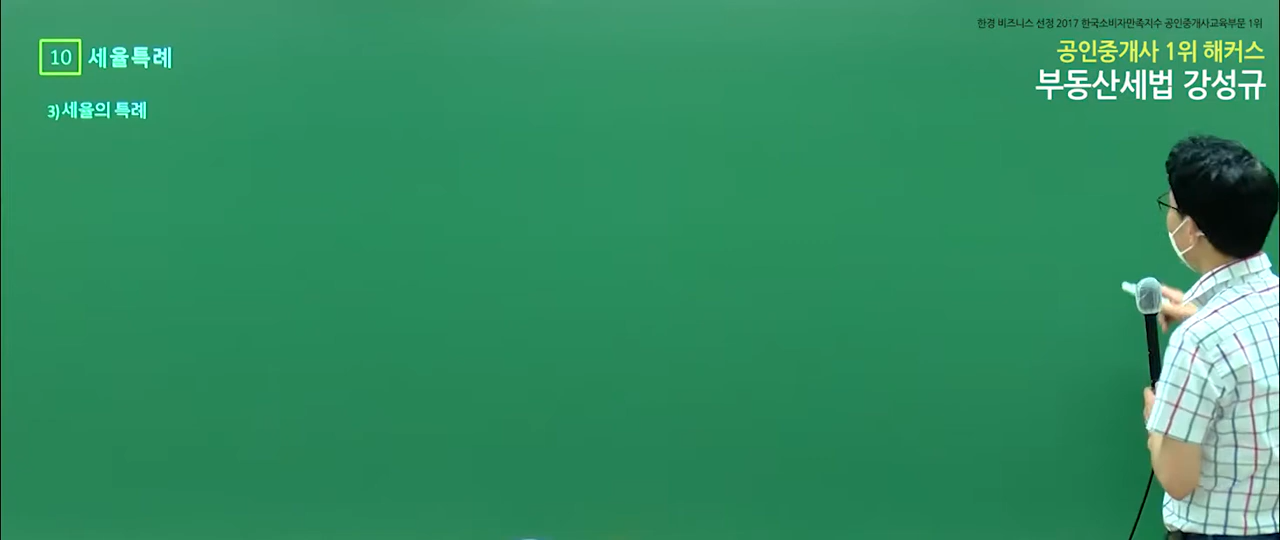 한경 비즈니스 선정 2017 한국소비자만족지수 공인중개사교육부문 1위
공인중개사 1위 해커스
부동산세법 강성규
10 세율특례
3)세율의 특례